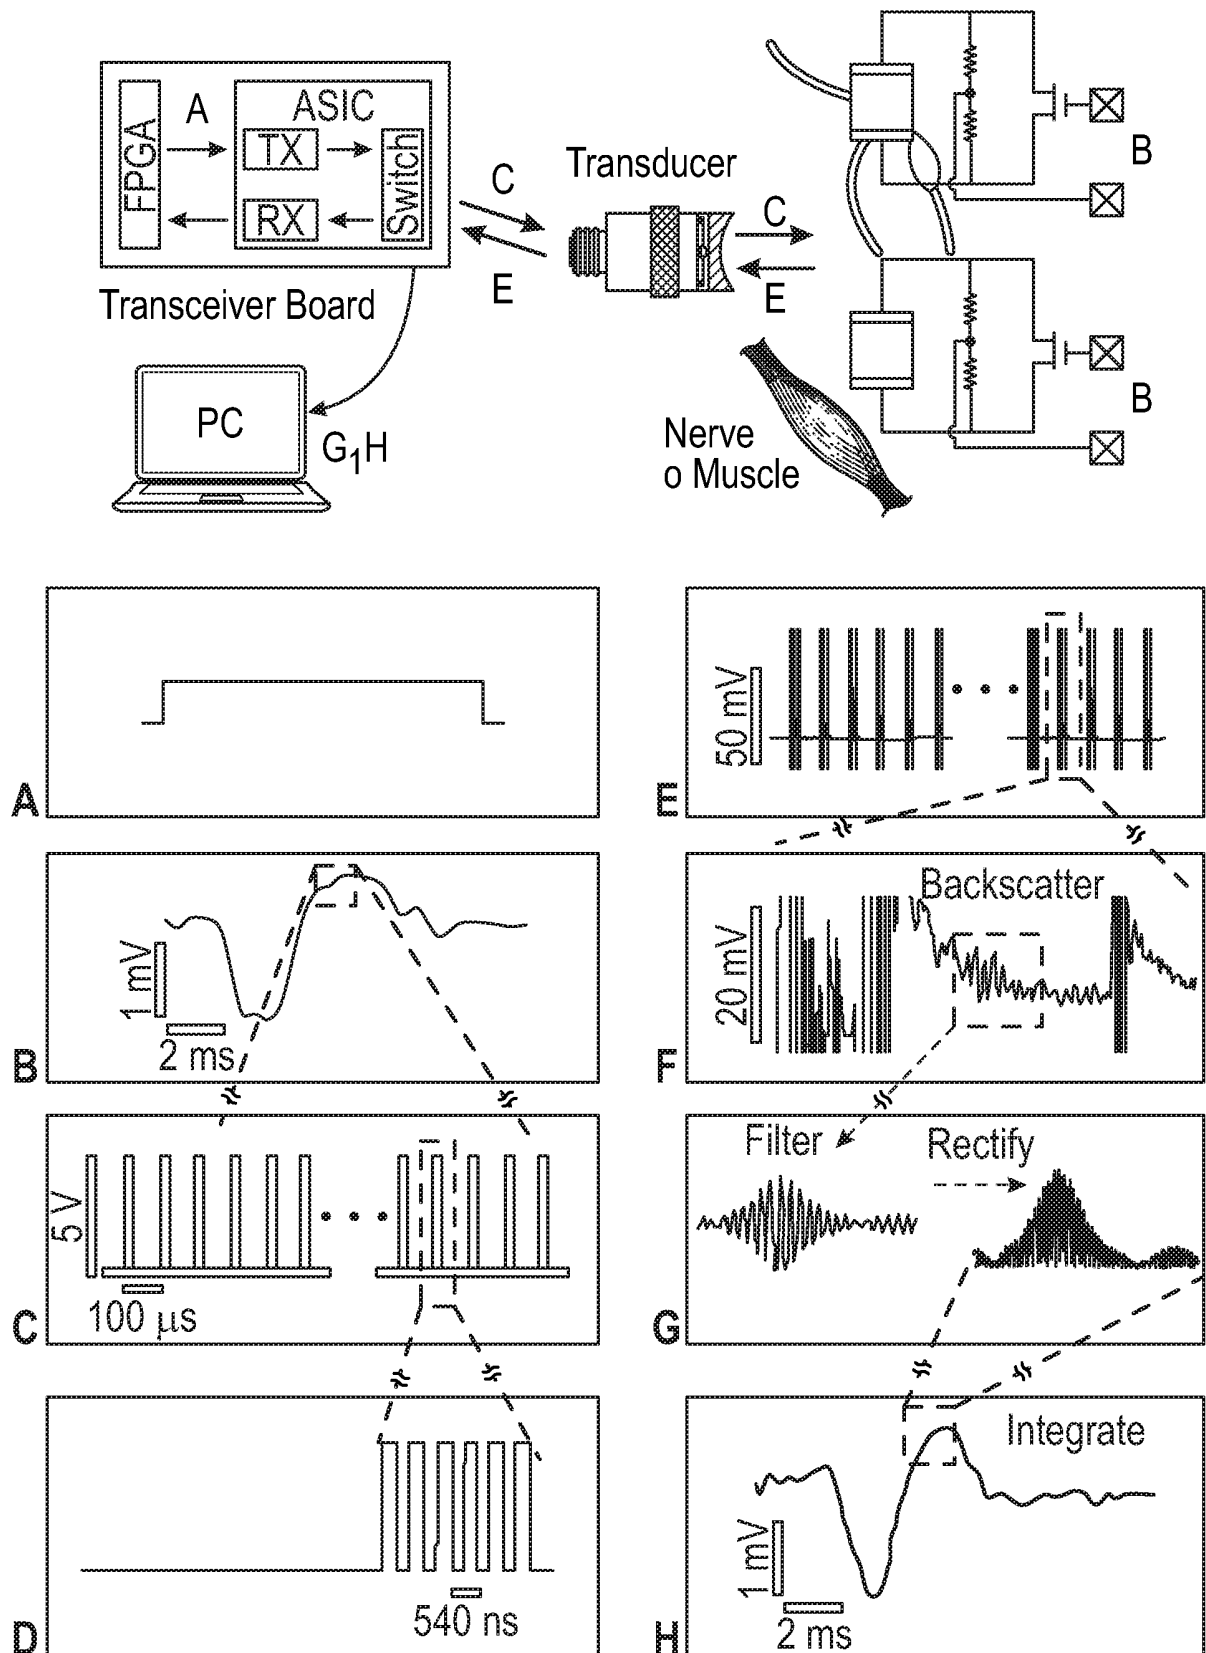 FPGA
A
ASIC
TX
RX
Switch
C
E
Transducer
C
E
B
B
Transceiver Board
PC
G1H
Nerve
o Muscle
A
1 mV
2 ms
B
5 V
100 μs
C
540 ns
D
50 mV
E
Backscatter
20 mV
F
Filter
Rectify
G
Integrate
1 mV
2 ms
H